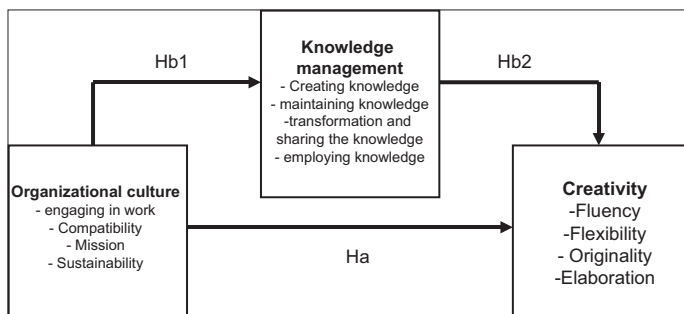 Hb1
Knowledge
management
- Creating knowledge
- maintaining knowledge
-transformation and
sharing the knowledge
- employing knowledge
Hb2
Organizational culture
- engaging in work
- Compatibility
- Mission
- Sustainability
Ha
Creativity
-Fluency
-Flexibility
- Originality
-Elaboration